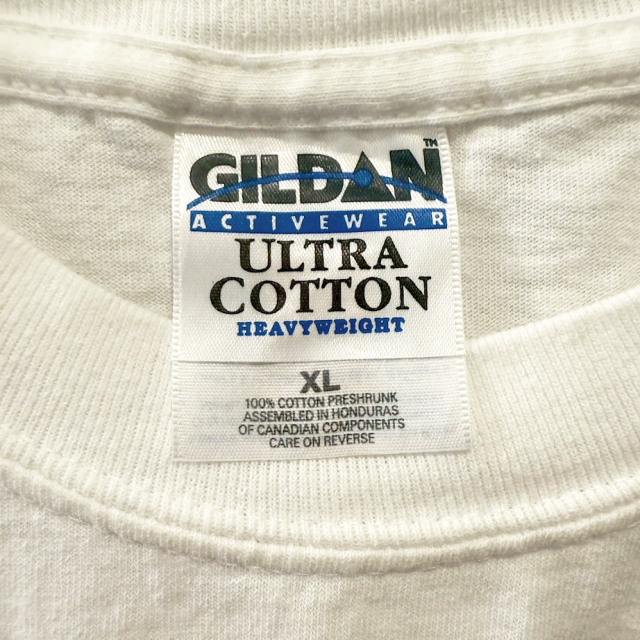 GILDAN™
ACTIVEWEAR
ULTRA
COTTON
HEAVYWEIGHT
XL
100% COTTON PRESHRUNK
ASSEMBLED IN HONDURAS
OF CANADIAN COMPONENTS
CARE ON REVERSE